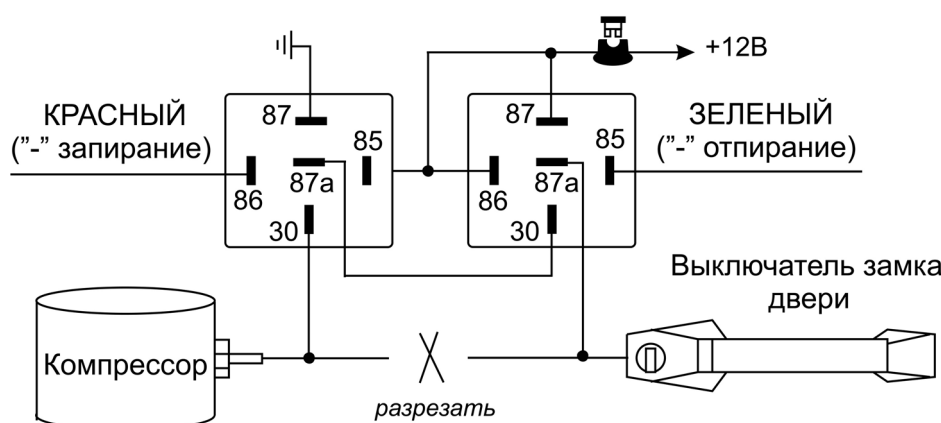 +12В
КРАСНЫЙ
("-" запирание)
87
85
86
87а
30
87
85
86
87а
30
ЗЕЛЕНЫЙ
("-" отпирание)
Выключатель замка
двери
Компрессор
разрезать